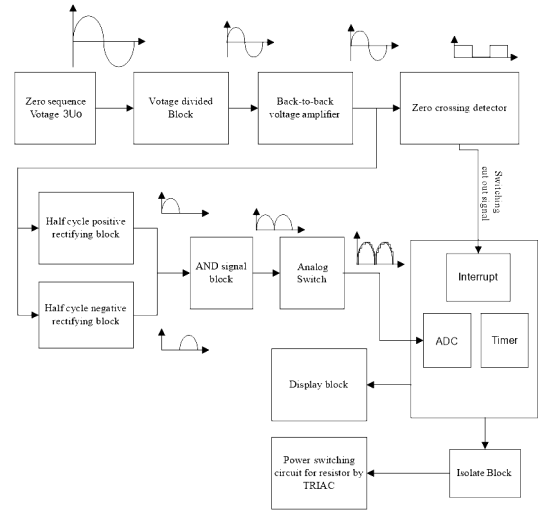 Zero sequence
Votage 3Uo
Votage divided
Block
Back-to-back
voltage amplifier
Zero crossing detector
Switching
cut out signal
Half cycle positive
rectifying block
Half cycle negative
rectifying block
AND signal
block
Analog
Switch
Interrupt
ADC
Timer
Display block
Power switching
circuit for resistor by
TRIAC
Isolate Block